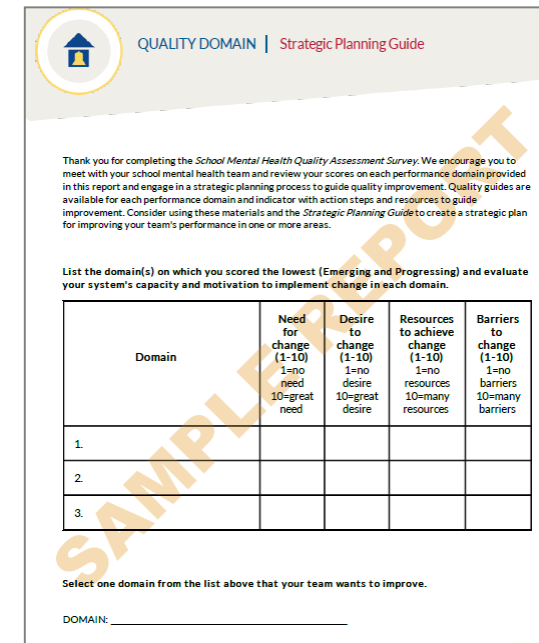 QUALITY DOMAIN | Strategic Planning Guide
Thank you for completing the School Mental Health Quality Assessment Survey. We encourage you to
meet with your school mental health team and review your scores on each performance domain provided
in this report and engage in a strategic planning process to guide quality improvement. Quality guides are
available for each performance domain and indicator with action steps and resources to guide
improvement. Consider using these materials and the Strategic Planning Guide to create a strategic plan
for improving your team's performance in one or more areas.
List the domain(s) on which you scored the lowest (Emerging and Progressing) and evaluate
your system's capacity and motivation to implement change in each domain.
Domain
Need
for
change
(1-10)
1=no
need
10=great
need
Desire
to
change
(1-10)
1=no
desire
10=great
desire
Resources
to achieve
change
(1-10)
1=no
resources
10=many
resources
Barriers
to
change
(1-10)
1=no
barriers
10=many
barriers
1.
2.
3.
SAMPLE REPORT
Select one domain from the list above that your team wants to improve.
DOMAIN: